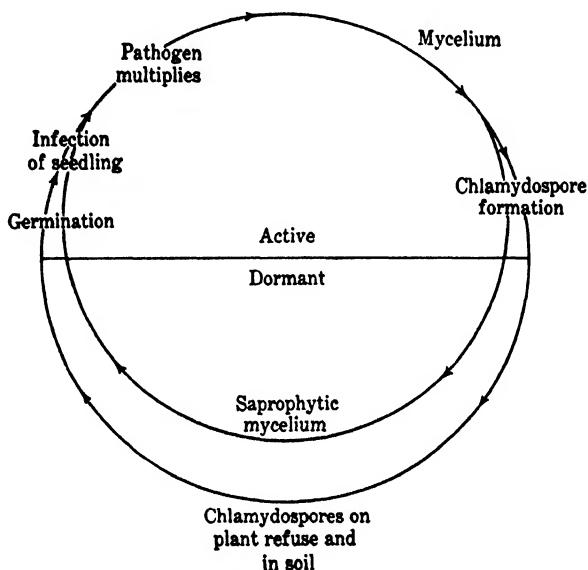 Pathogen
multiplies
Mycelium
Infection
of seedling
Germination
Chlamydospore
formation
Active
Dormant
Saprophytic
mycelium
Chlamydospores on
plant refuse and
in soil